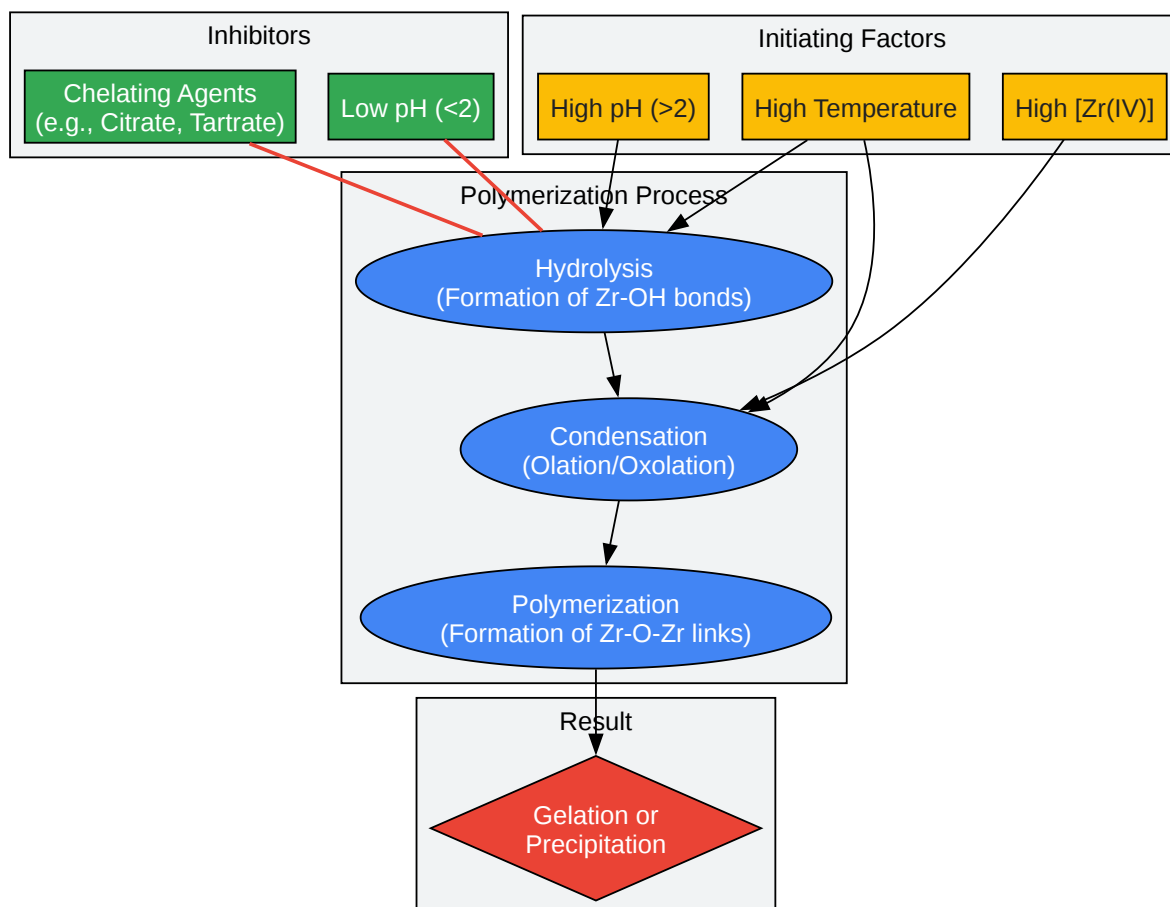 Inhibitors
Chelating Agents
(e.g., Citrate, Tartrate)
Low pH (<2)
Initiating Factors
High pH (>2)
High Temperature
High [Zr(IV)]
Polymerization Process
Hydrolysis
(Formation of Zr-OH bonds)
Condensation
(Olation/Oxolation)
Polymerization
(Formation of Zr-O-Zr links)
Result
Gelation or
Precipitation